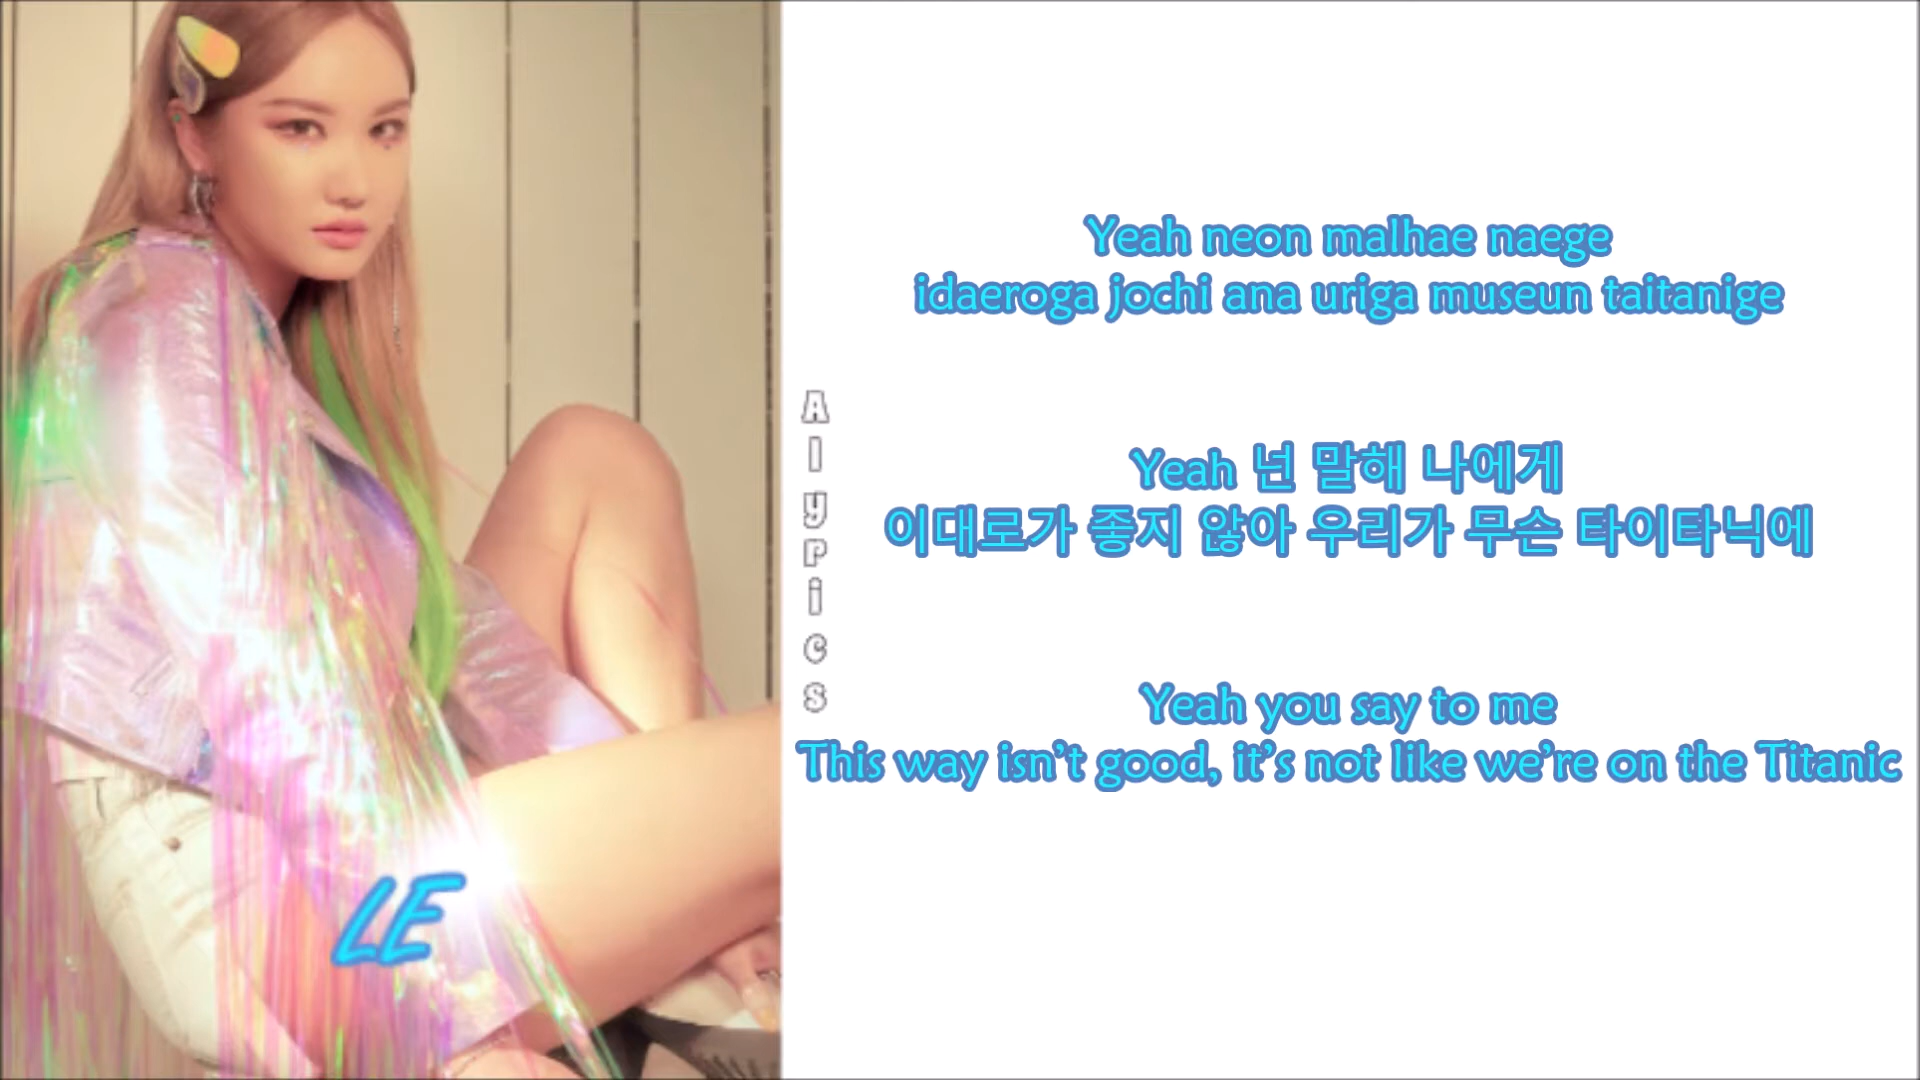 Yeah neon malhae naege
idaeroga jochi ana uriga museun taitanige
Yeah 넌 말해 나에게
이대로가 좋지 않아 우리가 무슨 타이타닉에
Yeah you say to me
This way isn't good, it's not like we're on the Titanic
Alypics
LE